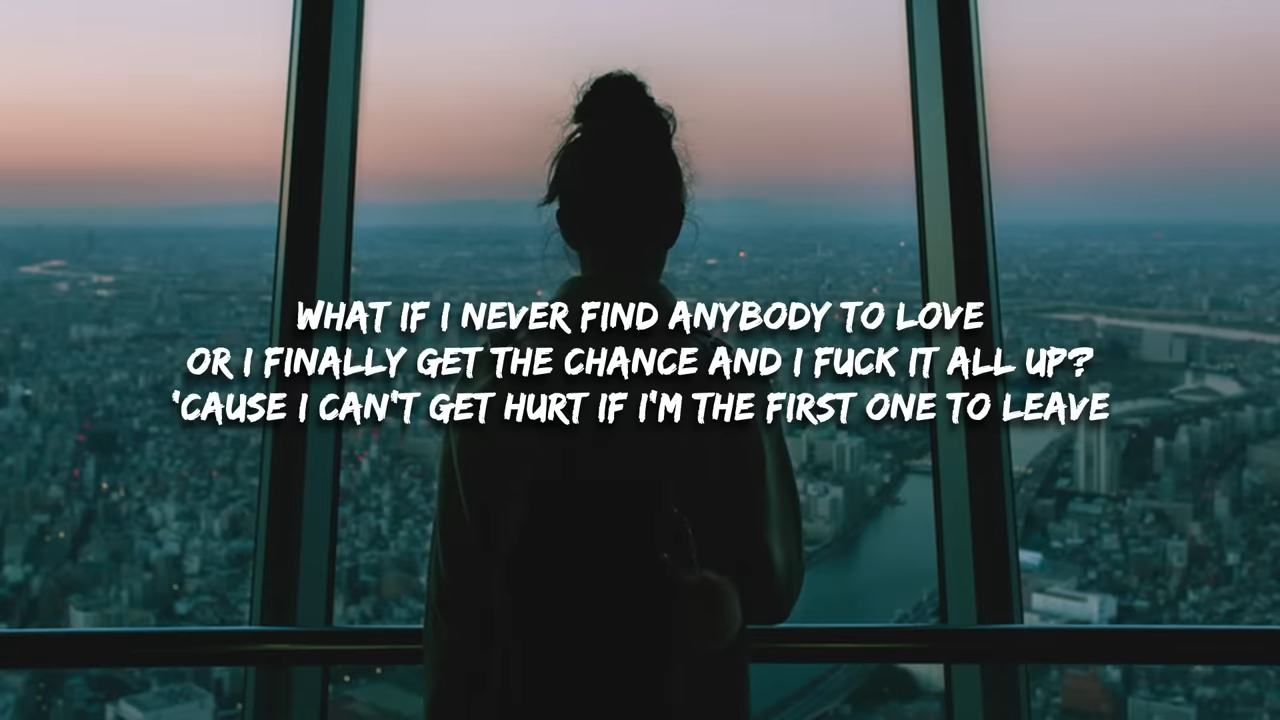 WHAT IF I NEVER FIND ANYBODY TO LOVE
OR I FINALLY GET THE CHANCE AND I FUCK IT ALL UP?
'CAUSE I CAN'T GET HURT IF I'M THE FIRST ONE TO LEAVE